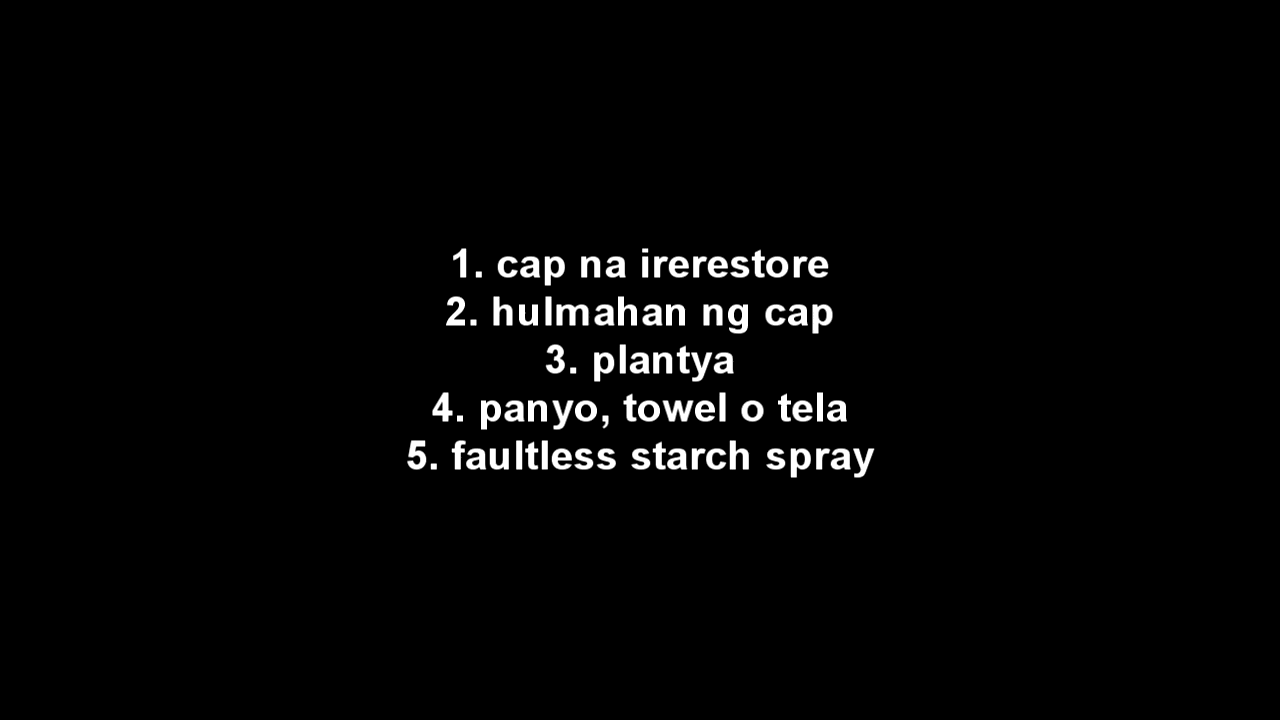 1. cap na irerestore
2. hulmahan ng cap
3. plantya
4. panyo, towel o tela
5. faultless starch spray